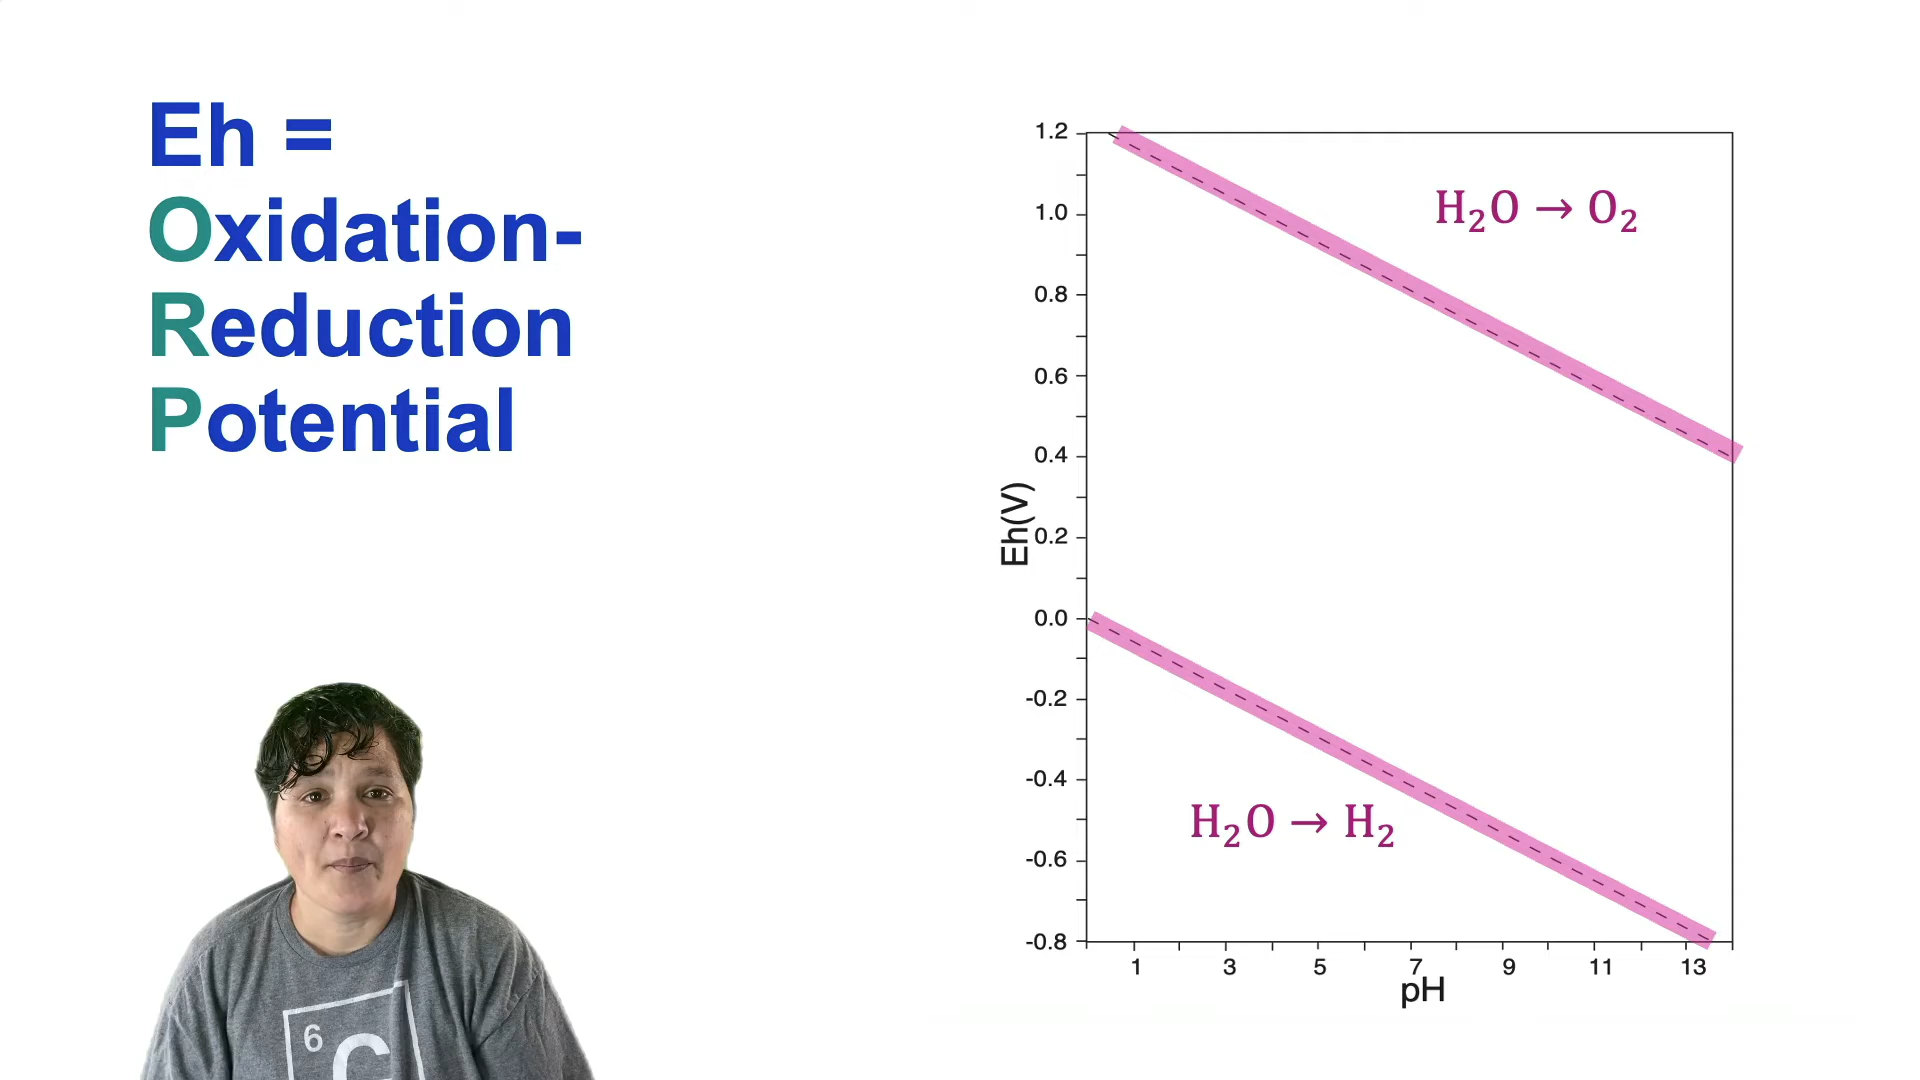 Eh =
Oxidation-
Reduction
Potential
1.2
1.0
0.8
0.6
0.4
0.2
0.0
-0.2
-0.4
-0.6
-0.8
Eh(V)
H₂O → O₂
H₂O → H₂
1 3 5 7 9 11 13
pH
6
C